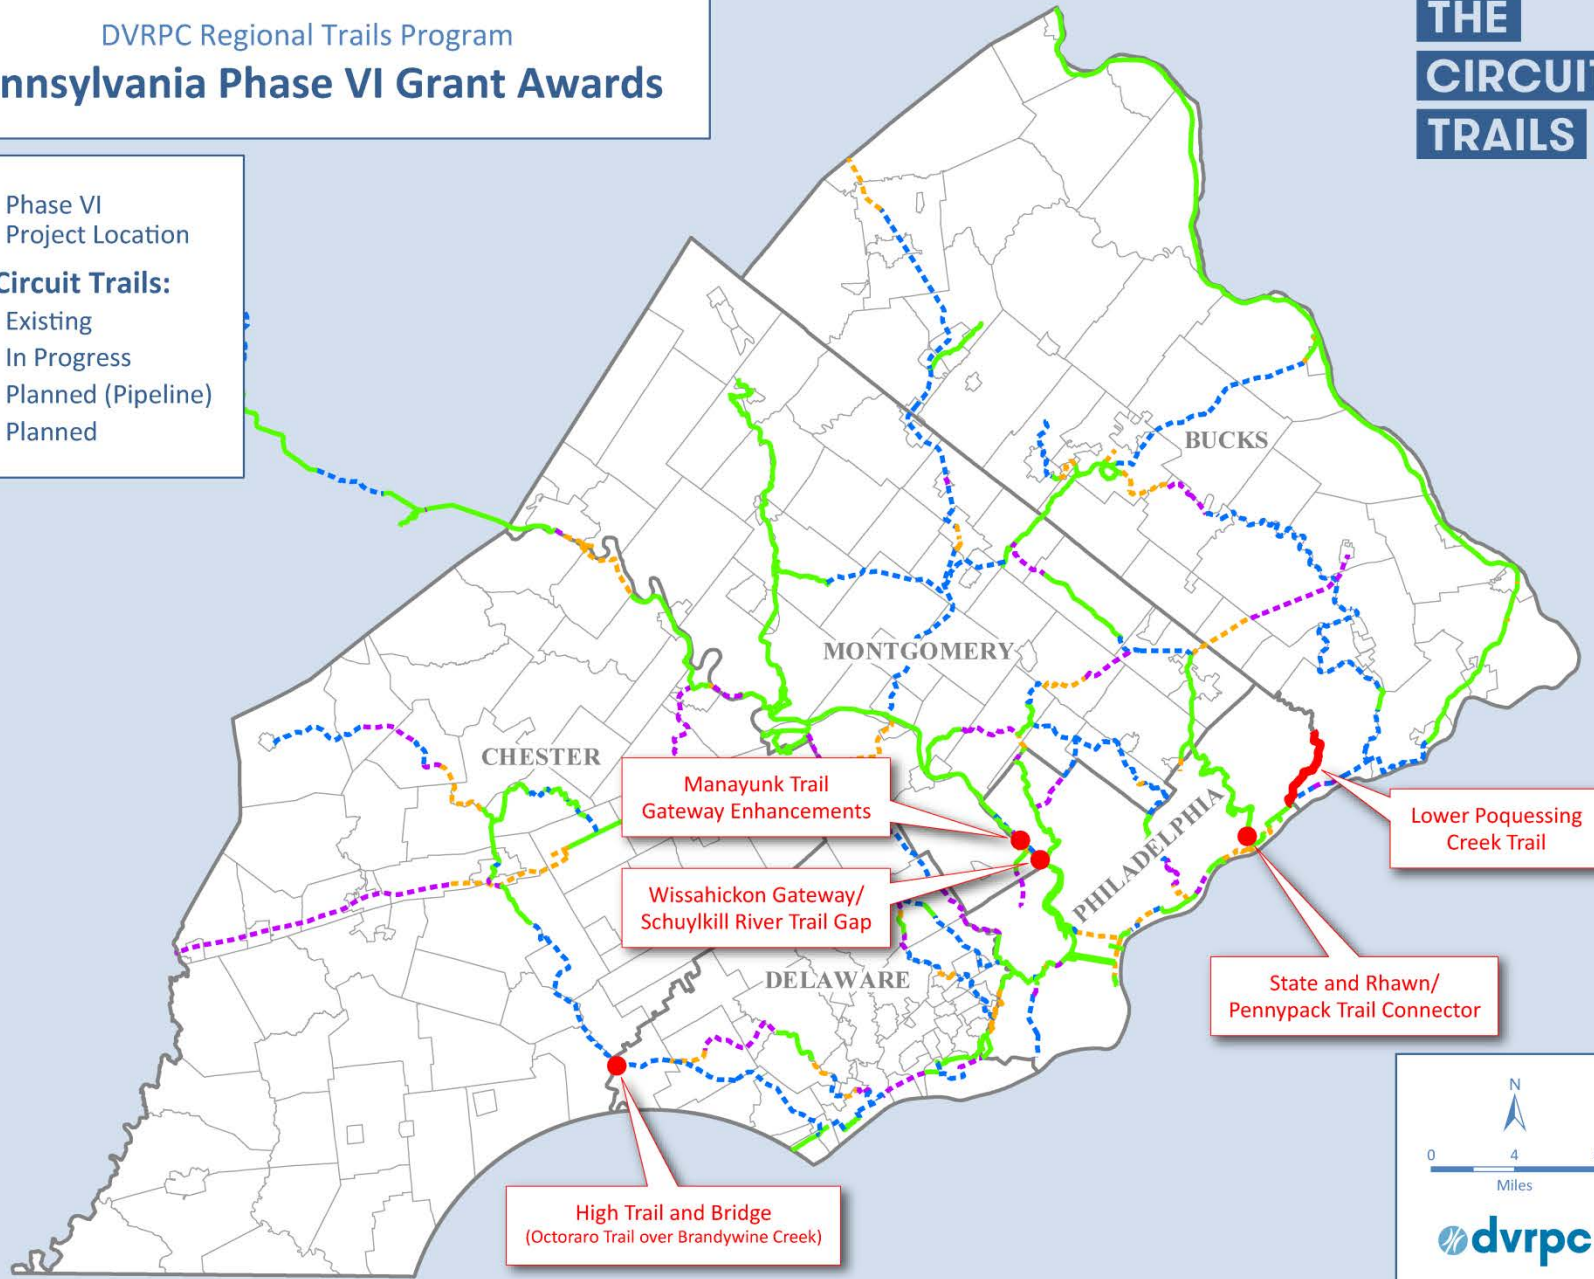 DVRPC Regional Trails Program
nnsylvania Phase VI Grant Awards
THE
CIRCUIT
TRAILS
Phase VI
Project Location
Circuit Trails:
Existing
In Progress
Planned (Pipeline)
Planned
BUCKS
MONTGOMERY
CHESTER
Manayunk Trail
Gateway Enhancements
PHILADELPHIA
Lower Poquessing
Creek Trail
Wissahickon Gateway/
Schuylkill River Trail Gap
DELAWARE
State and Rhawn/
Pennypack Trail Connector
High Trail and Bridge
(Octoraro Trail over Brandywine Creek)
N
0 4
Miles
dvrpc